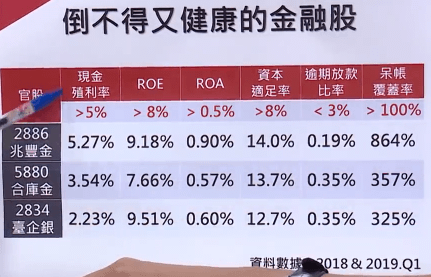 倒不得又健康的金融股
官股 現金殖利率 ROE ROA 資本適足率 逾期放款比率 呆帳覆蓋率
>5% > 8% > 0.5% >8% < 3% > 100%
2886 兆豐金 5.27% 9.18% 0.90% 14.0% 0.19% 864%
5880 合庫金 3.54% 7.66% 0.57% 13.7% 0.35% 357%
2834 臺企銀 2.23% 9.51% 0.60% 12.7% 0.35% 325%
資料數據 2018 & 2019.Q1